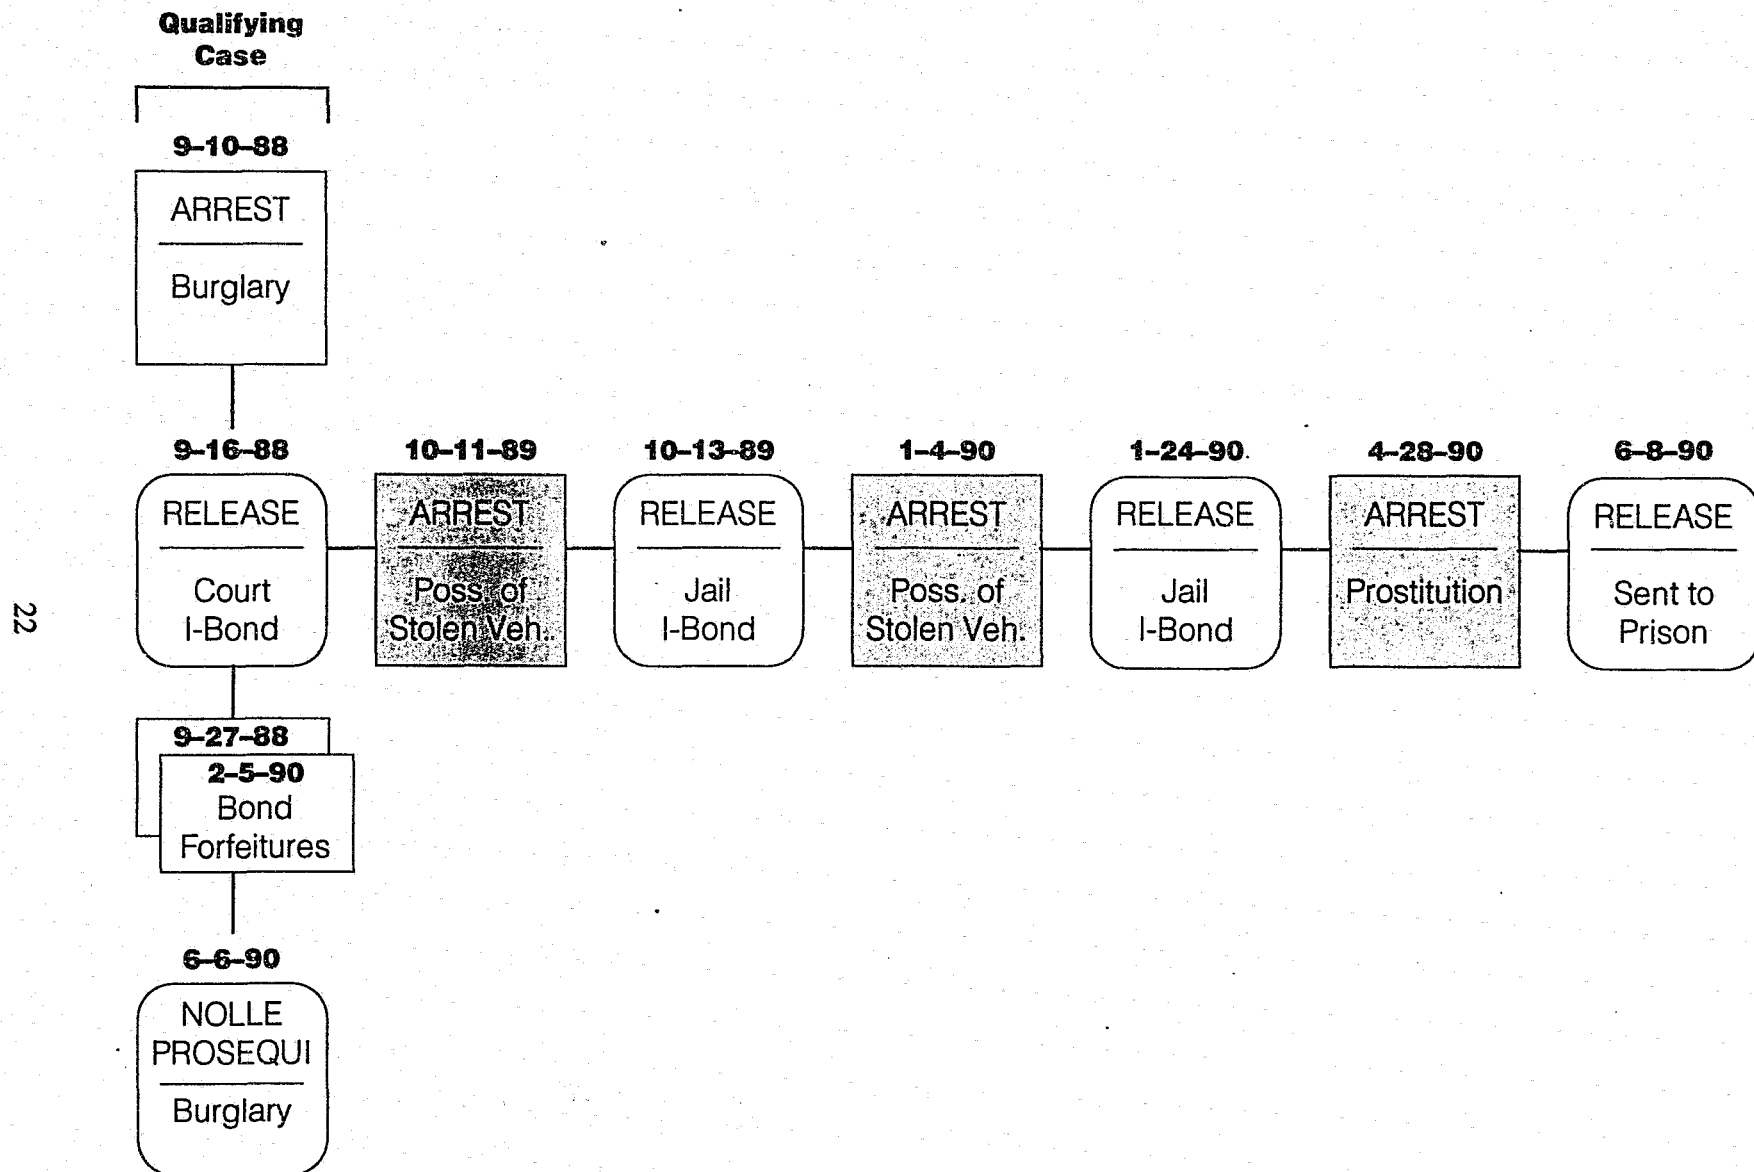 Qualifying
Case
9–10–88
ARREST
Burglary
9–16–88
RELEASE
Court
I-Bond
10–11–89
ARREST
Poss. of
Stolen Veh.
10–13–89
RELEASE
Jail
I-Bond
1–4–90
ARREST
Poss. of
Stolen Veh.
1–24–90
RELEASE
Jail
I-Bond
4–28–90
ARREST
Prostitution
6–8–90
RELEASE
Sent to
Prison
9–27–88
2–5–90
Bond
Forfeitures
6–6–90
NOLLE
PROSEQUI
Burglary
22